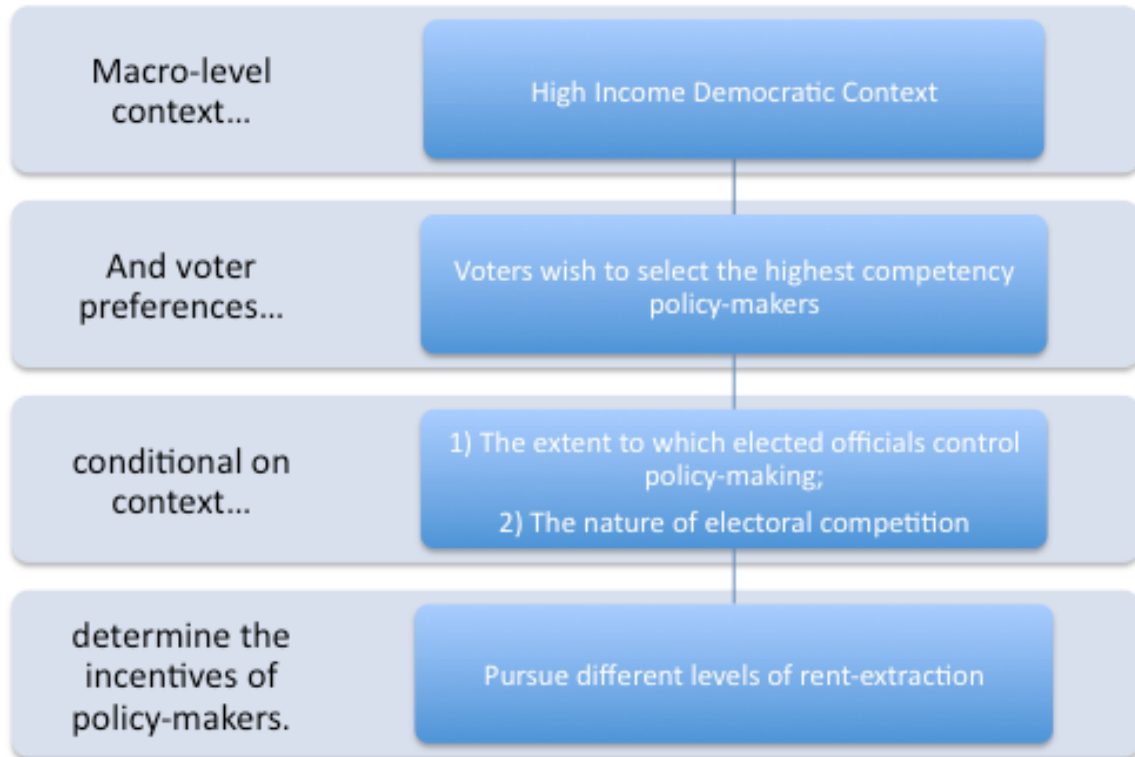 Macro-level
context…
High Income Democratic Context
And voter
preferences…
Voters wish to select the highest competency
policy-makers
conditional on
context…
1) The extent to which elected officials control
policy-making;
2) The nature of electoral competition
determine the
incentives of
policy-makers.
Pursue different levels of rent-extraction